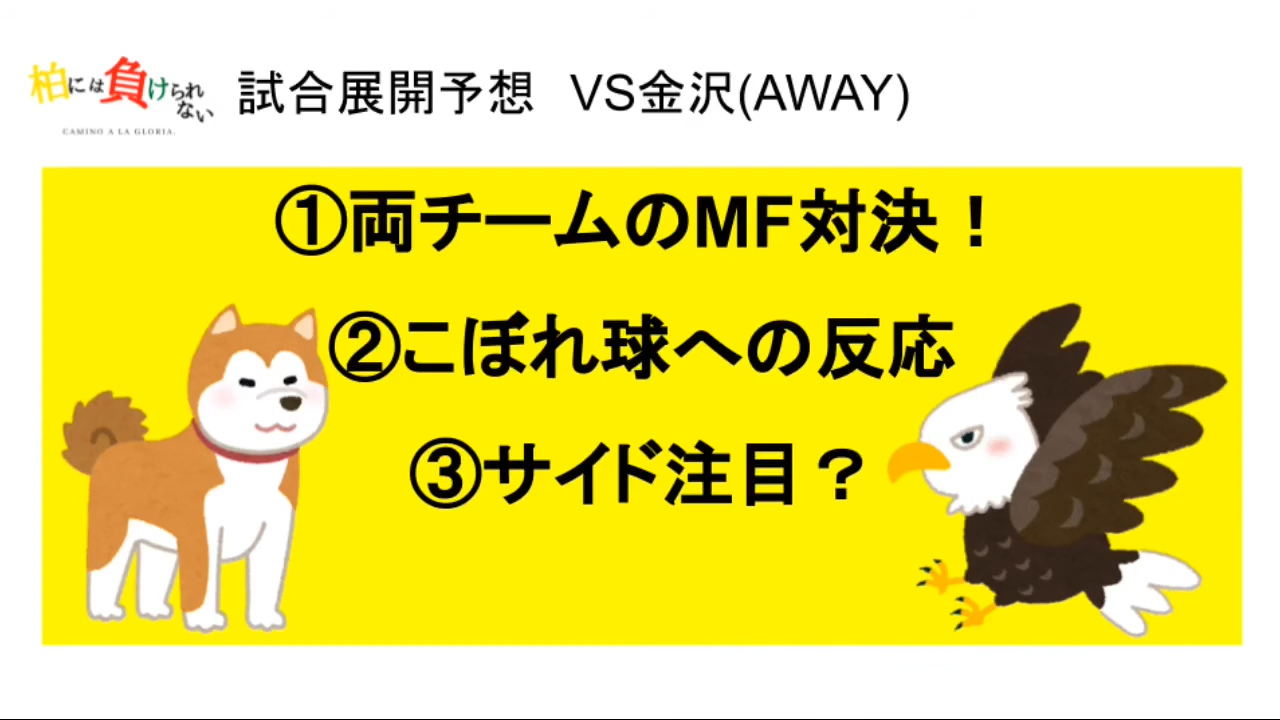 柏には負けられない
CAMINO A LA GLORIA.
試合展開予想　VS金沢(AWAY)
①両チームのMF対決！
②こぼれ球への反応
③サイド注目？